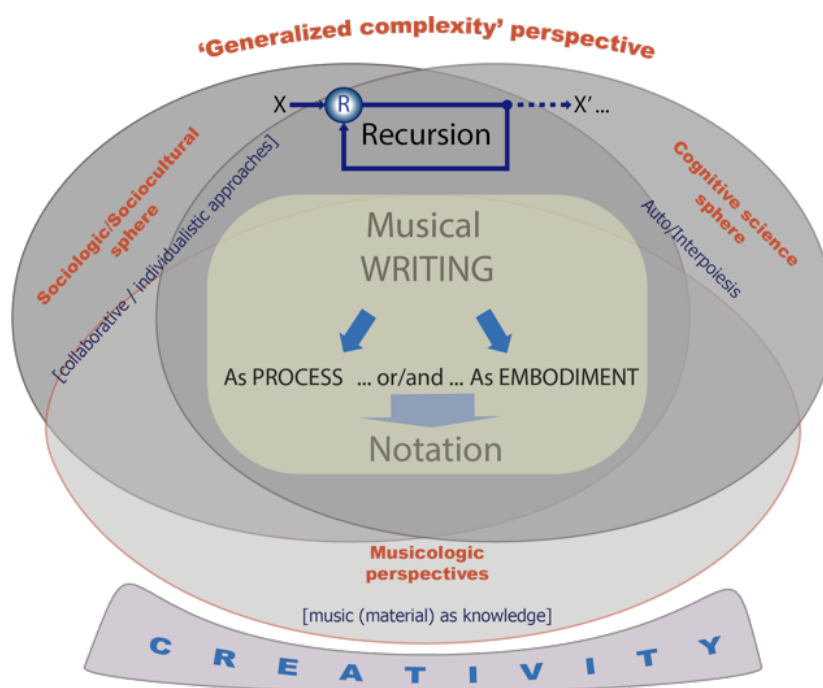 ‘Generalized complexity’ perspective
X R X’ ...
Recursion
Sociologic/Sociocultural
sphere
[collaborative / individualistic approaches]
Cognitive science
sphere
Auto/Interpoiesis
Musical
WRITING
As PROCESS ... or/and ... As EMBODIMENT
Notation
Musicologic
perspectives
[music (material) as knowledge]
CREATIVITY